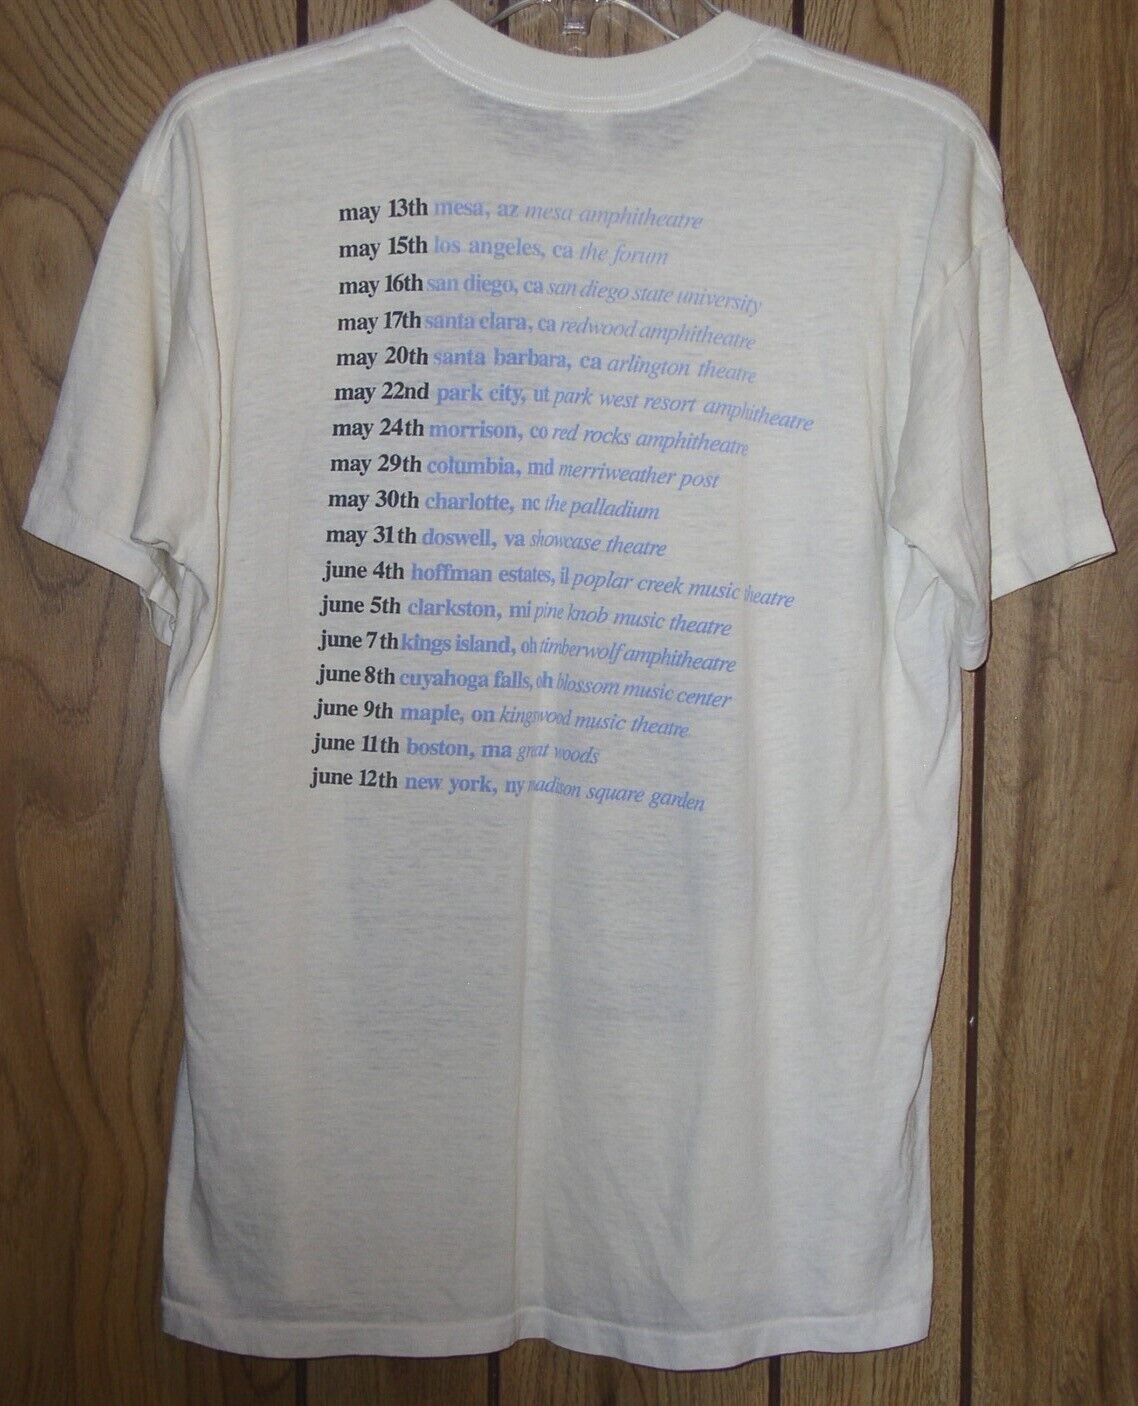 may 13th mesa, az mesa amphitheatre
may 15th los angeles, ca the forum
may 16th san diego, ca san diego state university
may 17th santa clara, ca redwood amphitheatre
may 20th santa barbara, ca arlington theatre
may 22nd park city, ut park west resort amphitheatre
may 24th morrison, co red rocks amphitheatre
may 29th columbia, md merriweather post
may 30th charlotte, nc the palladium
may 31th doswell, va showcase theatre
june 4th hoffman estates, il poplar creek music theatre
june 5th clarkston, mi pine knob music theatre
june 7th kings island, oh timberwolf amphitheatre
june 8th cuyahoga falls, oh blossom music center
june 9th maple, on kingswood music theatre
june 11th boston, ma great woods
june 12th new york, ny madison square garden